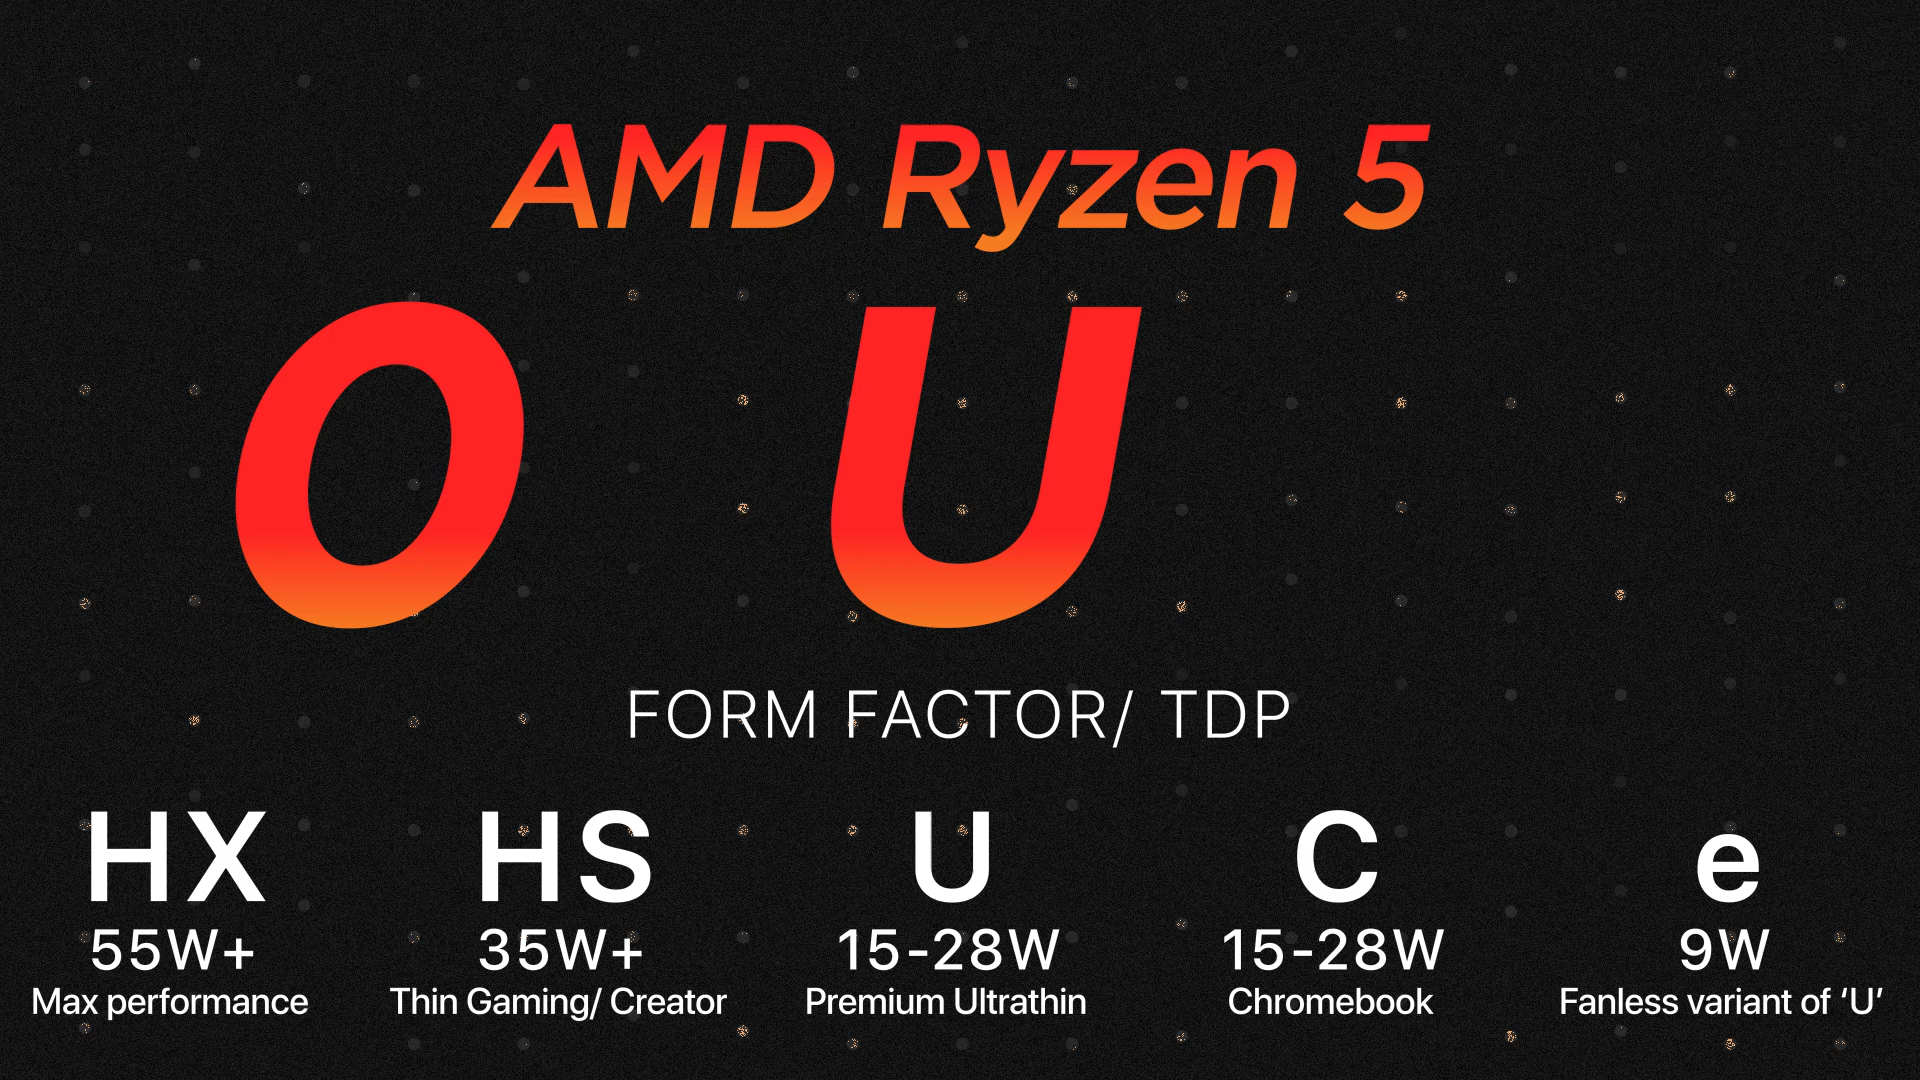 AMD Ryzen 5
0 U
FORM FACTOR/ TDP
HX HS U C e
55W+ 35W+ 15-28W 15-28W 9W
Max performance Thin Gaming/ Creator Premium Ultrathin Chromebook Fanless variant of ‘U’